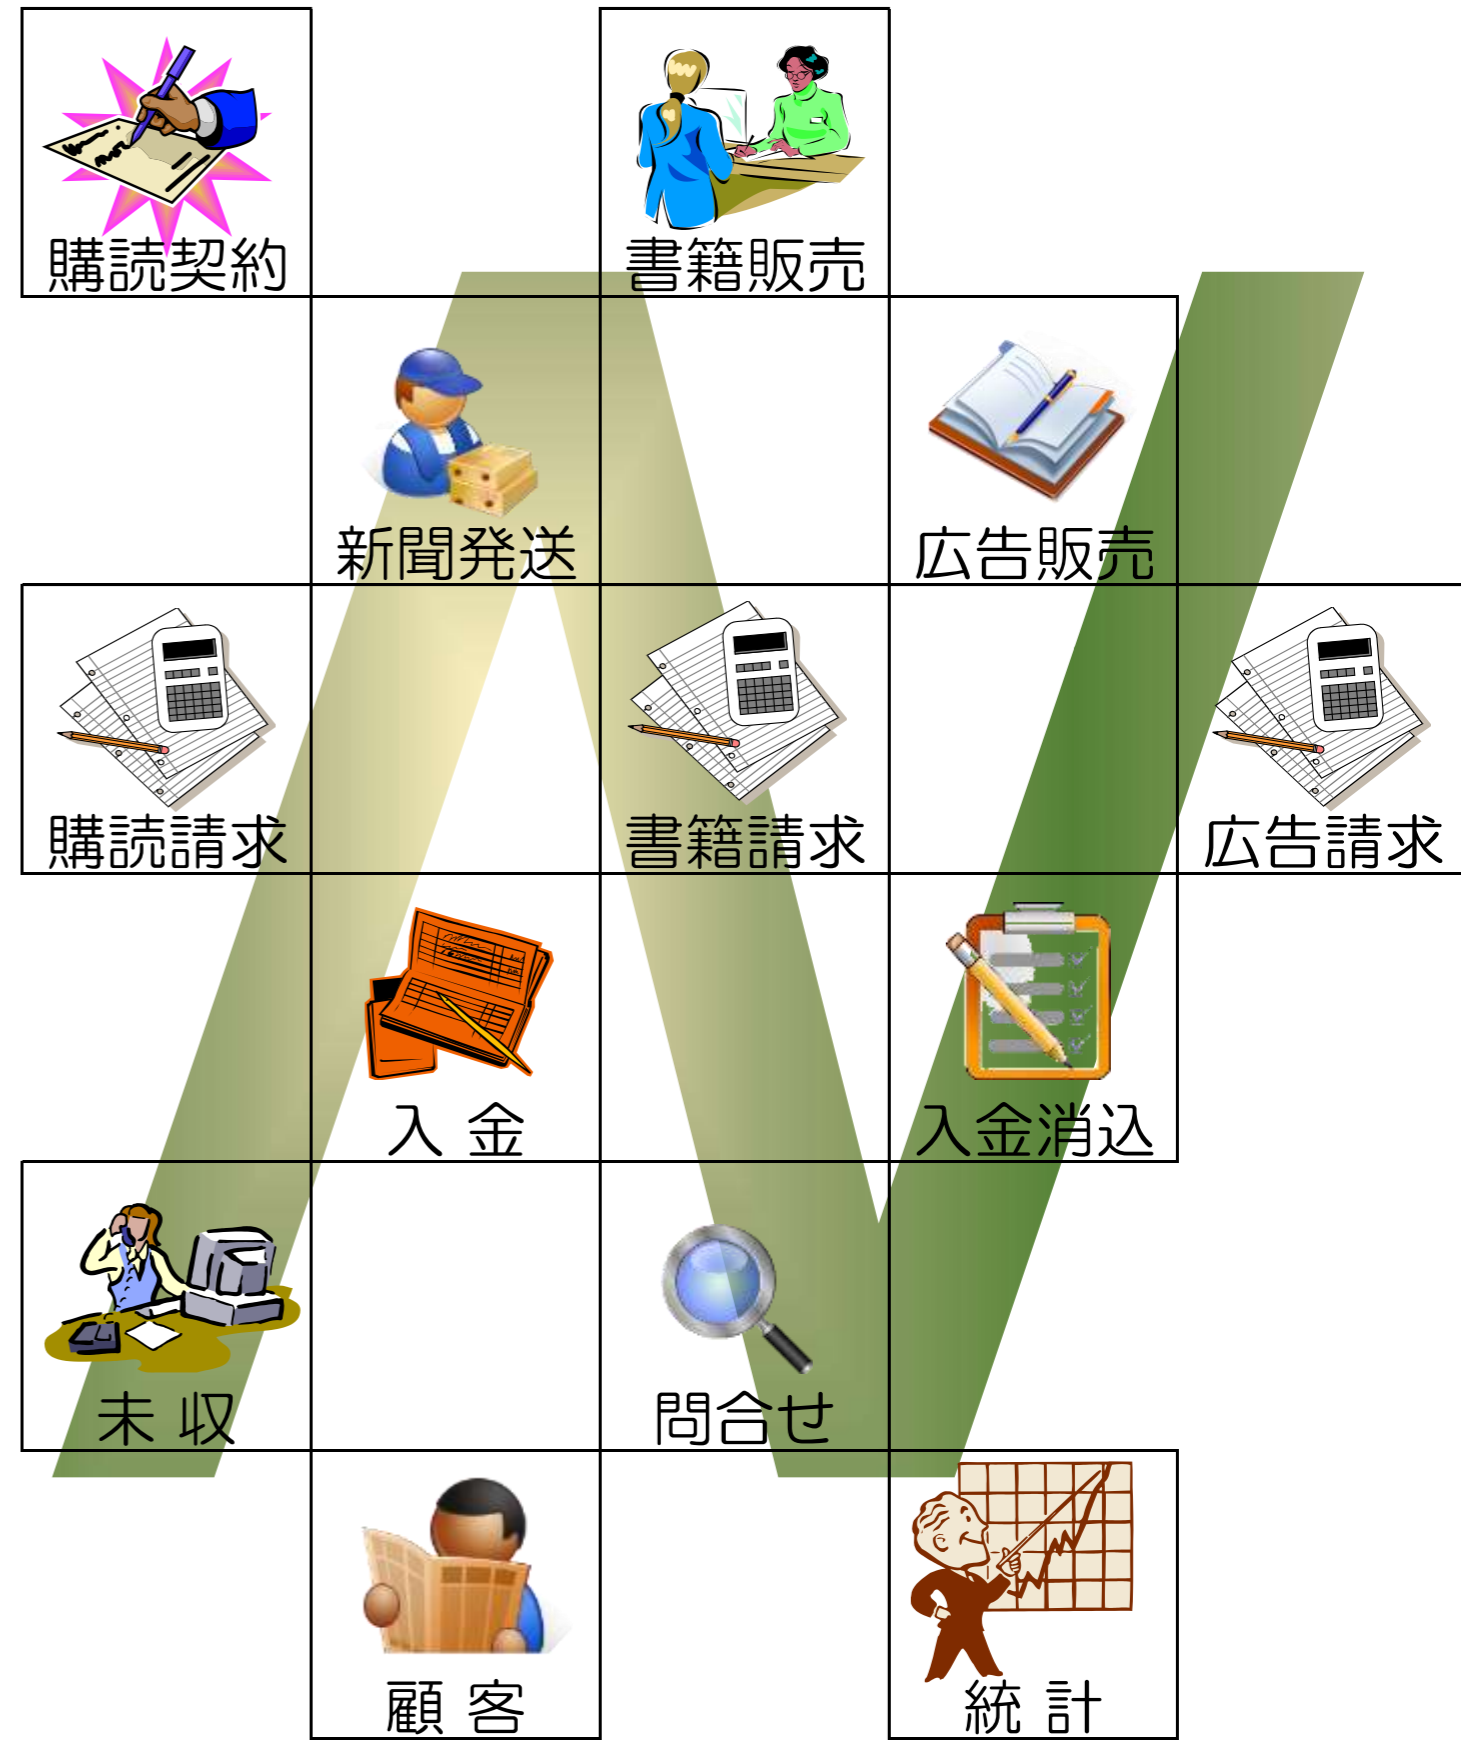 購読契約
書籍販売
新聞発送
広告販売
購読請求
書籍請求
広告請求
入 金
入金消込
未 収
問合せ
顧 客
統 計